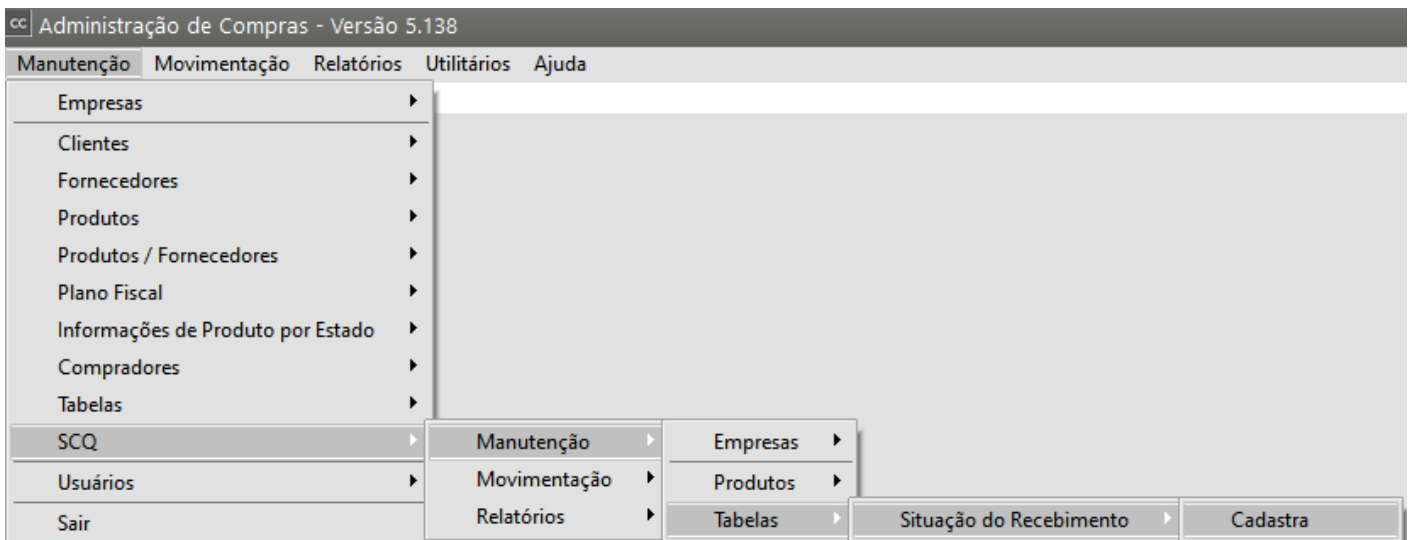 cc Administração de Compras - Versão 5.138
Manutenção Movimentação Relatórios Utilitários Ajuda
Empresas
Clientes
Fornecedores
Produtos
Produtos / Fornecedores
Plano Fiscal
Informações de Produto por Estado
Compradores
Tabelas
SCQ Manutenção Empresas
Usuários Movimentação Produtos
Sair Relatórios Tabelas Situação do Recebimento Cadastra